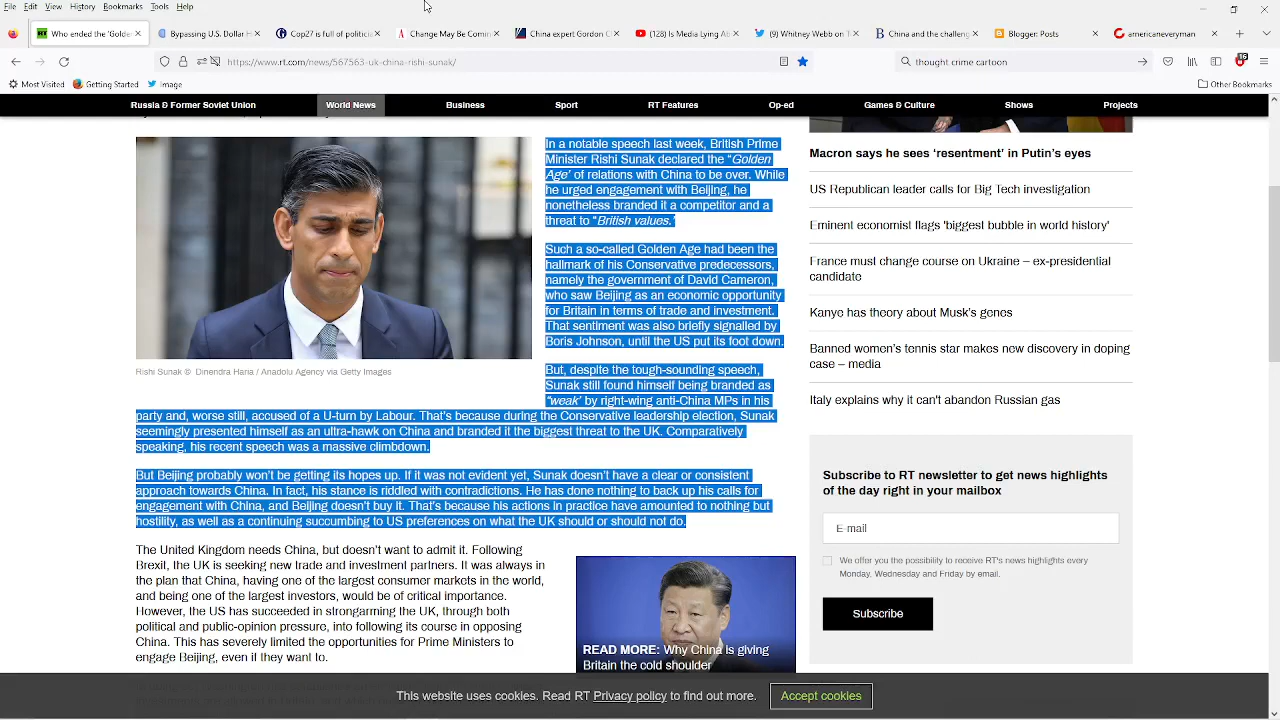 File Edit View History Bookmarks Tools Help
Who ended the 'Golde
Bypassing U.S. Dollar H
Cop27 is full of politicia
Change May Be Comin
China expert Gordon C
(128) Is Media Lying Ab
(9) Whitney Webb on T
China and the challeng
Blogger: Posts
americaneveryman
https://www.rt.com/news/567563-uk-china-rishi-sunak/
thought crime cartoon
Most Visited Getting Started Image Other Bookmarks
Russia & Former Soviet Union World News Business Sport RT Features Op-ed Games & Culture Shows Projects
In a notable speech last week, British Prime
Minister Rishi Sunak declared the “Golden
Age’ of relations with China to be over. While
he urged engagement with Beijing, he
nonetheless branded it a competitor and a
threat to “British values.’
Such a so-called Golden Age had been the
hallmark of his Conservative predecessors,
namely the government of David Cameron,
who saw Beijing as an economic opportunity
for Britain in terms of trade and investment.
That sentiment was also briefly signalled by
Boris Johnson, until the US put its foot down.
Rishi Sunak © Dinendra Haria / Anadolu Agency via Getty Images
But, despite the tough-sounding speech,
Sunak still found himself being branded as
“weak’ by right-wing anti-China MPs in his
party and, worse still, accused of a U-turn by Labour. That’s because during the Conservative leadership election, Sunak
seemingly presented himself as an ultra-hawk on China and branded it the biggest threat to the UK. Comparatively
speaking, his recent speech was a massive climbdown.
But Beijing probably won’t be getting its hopes up. If it was not evident yet, Sunak doesn’t have a clear or consistent
approach towards China. In fact, his stance is riddled with contradictions. He has done nothing to back up his calls for
engagement with China, and Beijing doesn’t buy it. That’s because his actions in practice have amounted to nothing but
hostility, as well as a continuing succumbing to US preferences on what the UK should or should not do.
The United Kingdom needs China, but doesn’t want to admit it. Following
Brexit, the UK is seeking new trade and investment partners. It was always in
the plan that China, having one of the largest consumer markets in the world,
and being one of the largest investors, would be of critical importance.
However, the US has succeeded in strongarming the UK, through both
political and public-opinion pressure, into following its course in opposing
China. This has severely limited the opportunities for Prime Ministers to
engage Beijing, even if they want to.
READ MORE: Why China is giving
Britain the cold shoulder
Macron says he sees ‘resentment’ in Putin’s eyes
US Republican leader calls for Big Tech investigation
Eminent economist flags 'biggest bubble in world history'
France must change course on Ukraine – ex-presidential
candidate
Kanye has theory about Musk’s genes
Banned women’s tennis star makes new discovery in doping
case – media
Italy explains why it can't abandon Russian gas
Subscribe to RT newsletter to get news highlights
of the day right in your mailbox
E-mail
We offer you the possibility to receive RT's news highlights every
Monday, Wednesday and Friday by email.
Subscribe
This website uses cookies. Read RT Privacy policy to find out more. Accept cookies